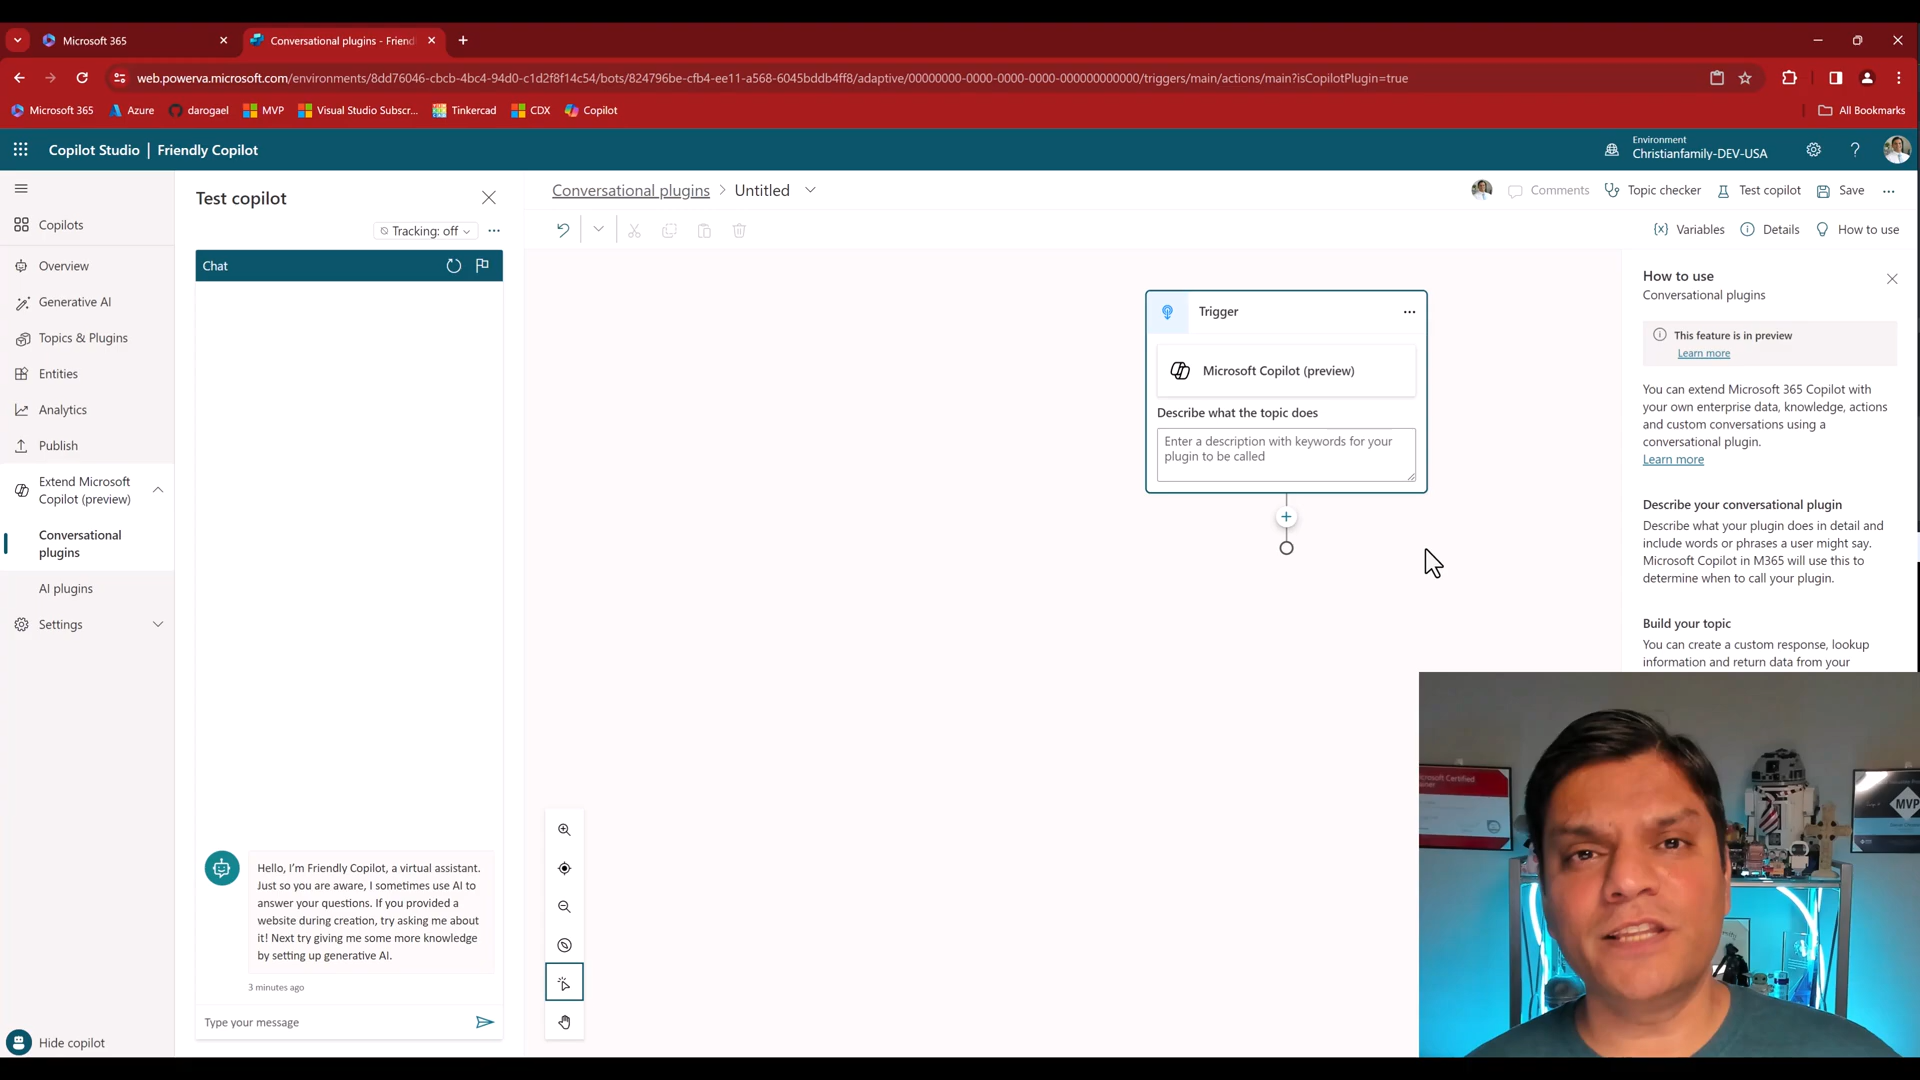 Microsoft 365
Conversational plugins - Friend
web.powerva.microsoft.com/environments/8dd76046-cbcb-4bc4-94d0-c1d2f8f14c54/bots/824796be-cfb4-ee11-a568-6045bddb4ff8/adaptive/00000000-0000-0000-0000-000000000000/triggers/main/actions/main?isCopilotPlugin=true
Microsoft 365
Azure
darogael
MVP
Visual Studio Subscr...
Tinkercad
CDX
Copilot
All Bookmarks
Copilot Studio | Friendly Copilot
Environment
Christianfamily-DEV-USA
Copilots
Overview
Generative AI
Topics & Plugins
Entities
Analytics
Publish
Extend Microsoft
Copilot (preview)
Conversational
plugins
AI plugins
Settings
Hide copilot
Test copilot
Tracking: off
Chat
Hello, I'm Friendly Copilot, a virtual assistant.
Just so you are aware, I sometimes use AI to
answer your questions. If you provided a
website during creation, try asking me about
it! Next try giving me some more knowledge
by setting up generative AI.
3 minutes ago
Type your message
Conversational plugins > Untitled
Comments
Topic checker
Test copilot
Save
Variables
Details
How to use
Trigger
Microsoft Copilot (preview)
Describe what the topic does
Enter a description with keywords for your
plugin to be called
How to use
Conversational plugins
This feature is in preview
Learn more
You can extend Microsoft 365 Copilot with
your own enterprise data, knowledge, actions
and custom conversations using a
conversational plugin.
Learn more
Describe your conversational plugin
Describe what your plugin does in detail and
include words or phrases a user might say.
Microsoft Copilot in M365 will use this to
determine when to call your plugin.
Build your topic
You can create a custom response, lookup
information and return data from your
Microsoft Certified
Trainer
MVP